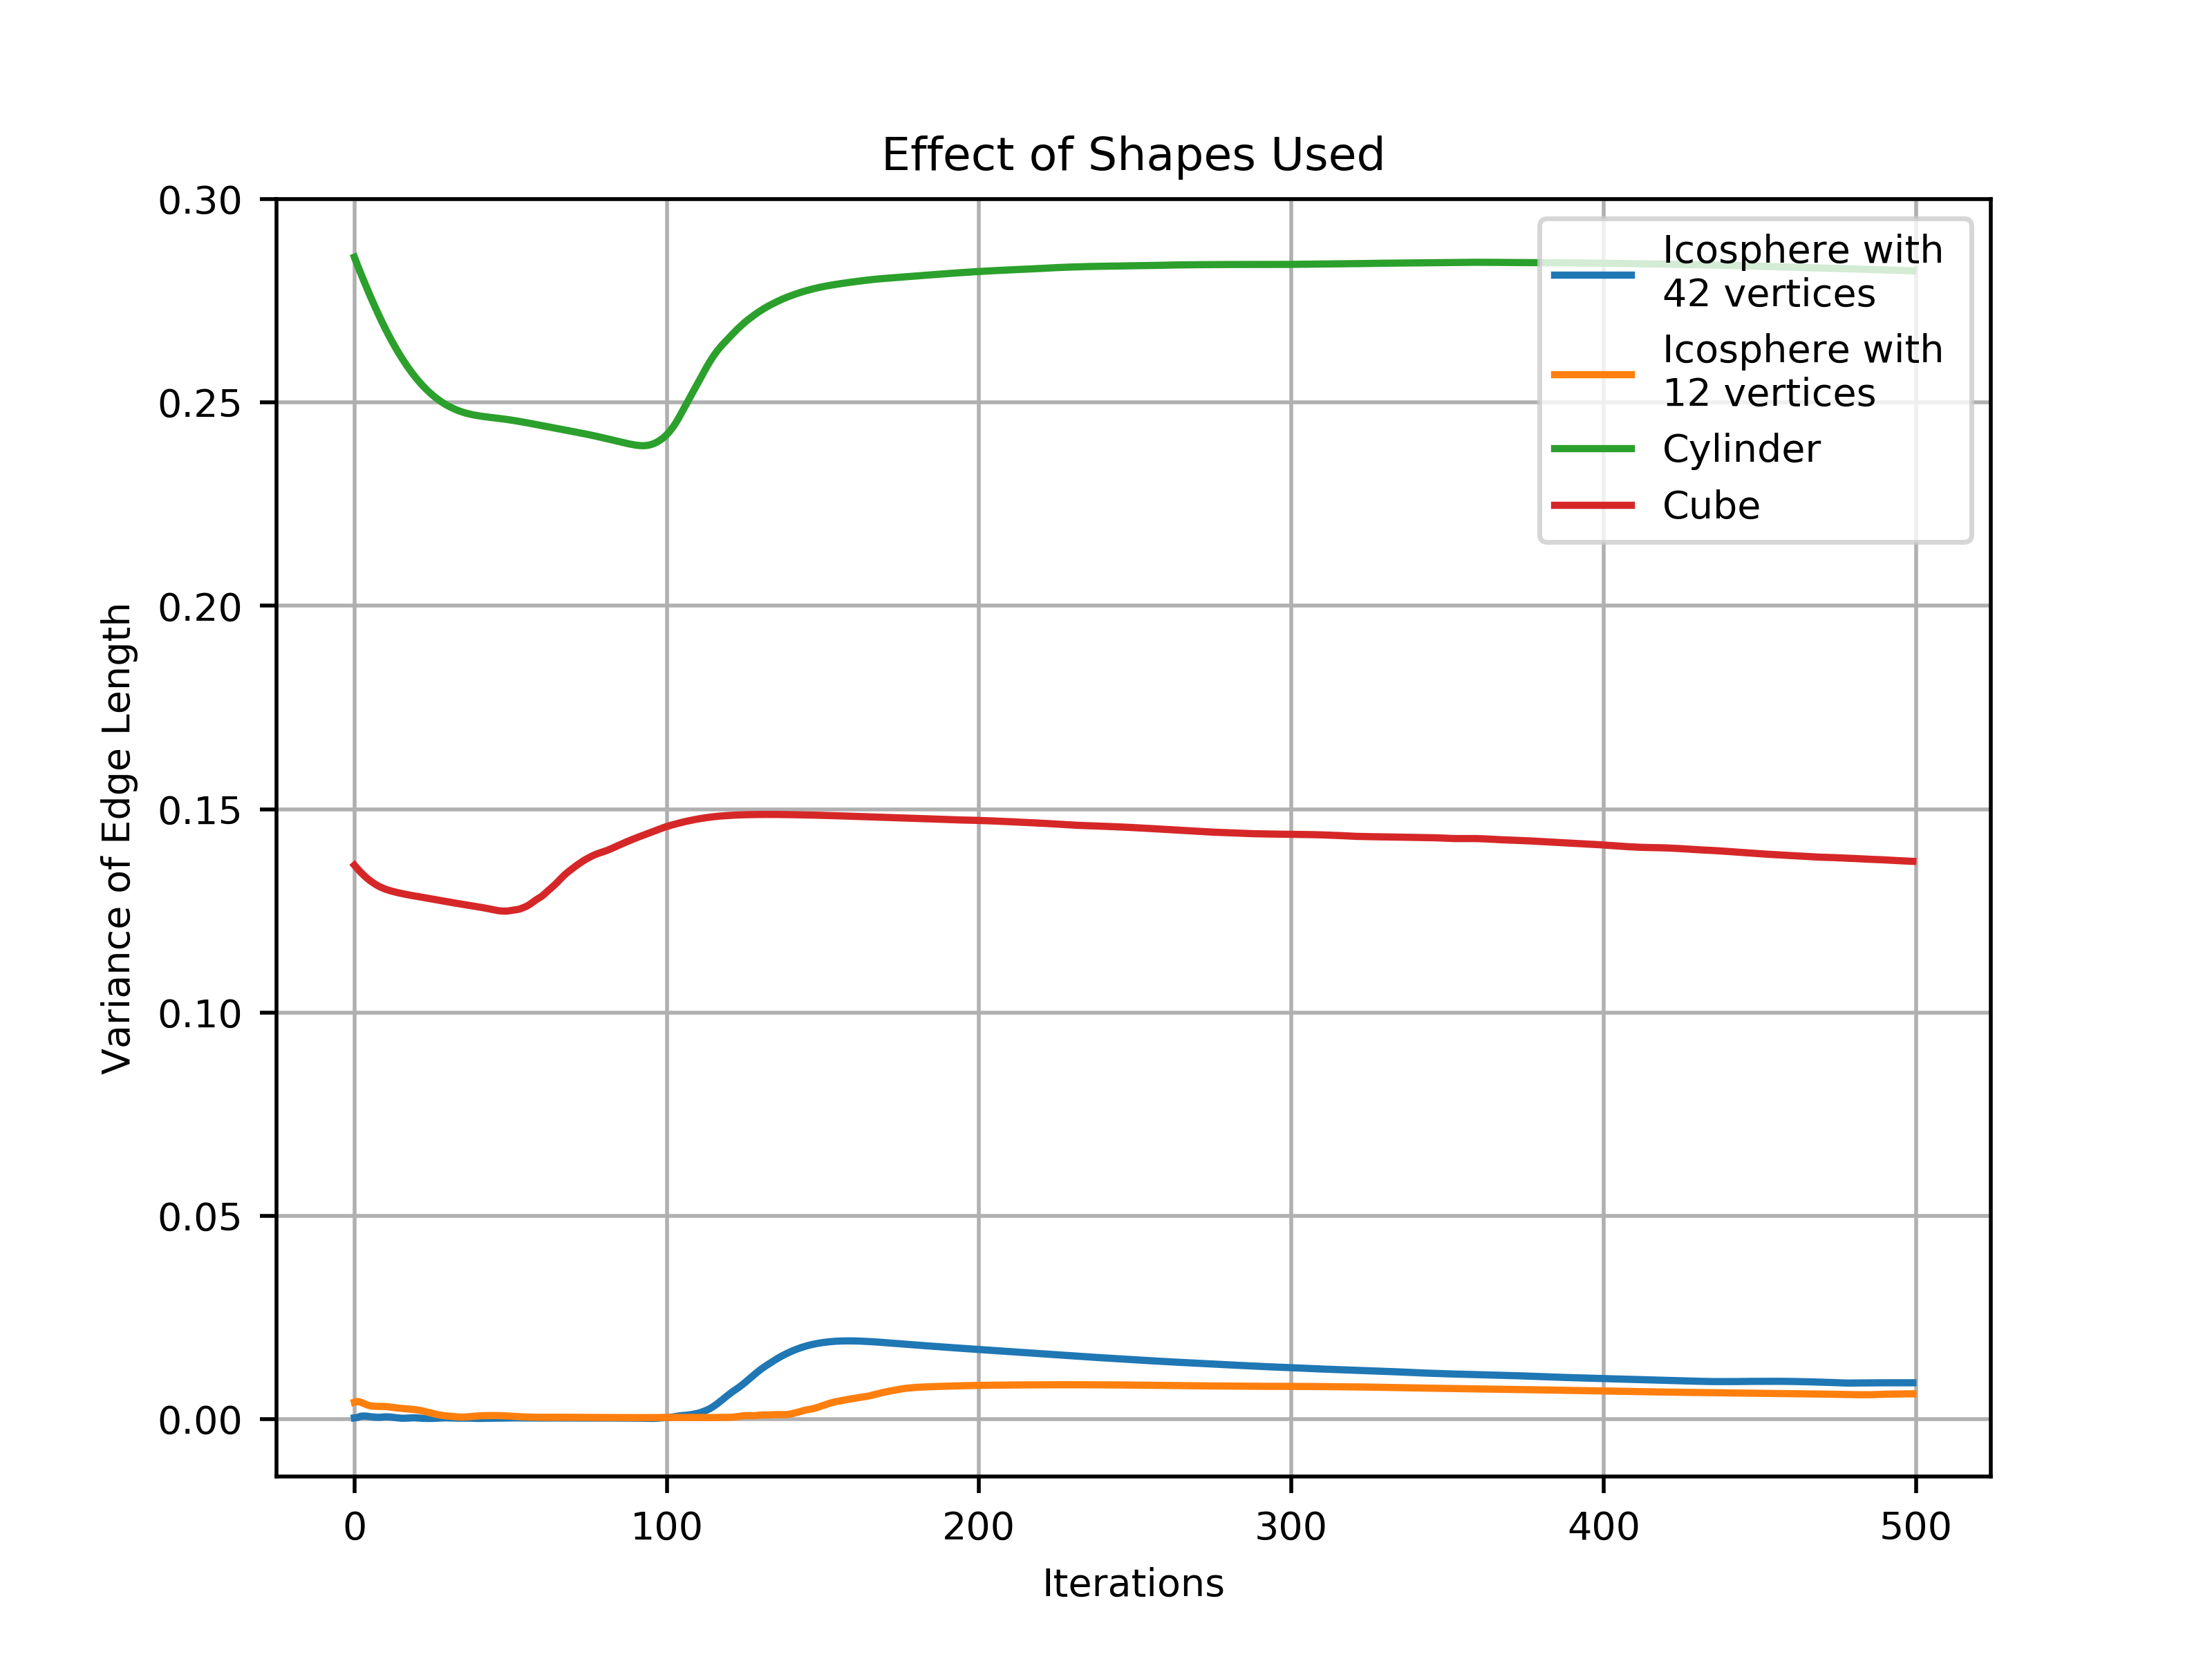 Effect of Shapes Used
0.30
0.25
0.20
0.15
0.10
0.05
0.00
Variance of Edge Length
Icosphere with
42 vertices
Icosphere with
12 vertices
Cylinder
Cube
0 100 200 300 400 500
Iterations